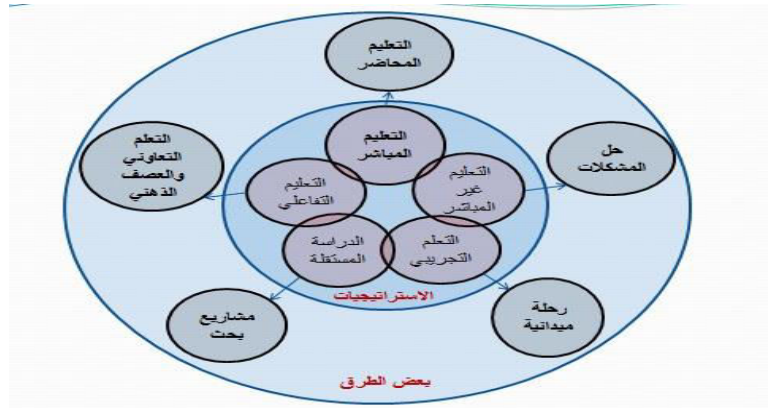 التعليم
المحاضر
حل
المشكلات
التعلم
التعاوني
والعصف
الذهني
التعليم
المباشر
التعليم
غير
المباشر
التعليم
التفاعلي
التعلم
التجريبي
الدراسة
المستقلة
الاستراتيجيات
رحلة
ميدانية
مشاريع
بحث
بعض الطرق